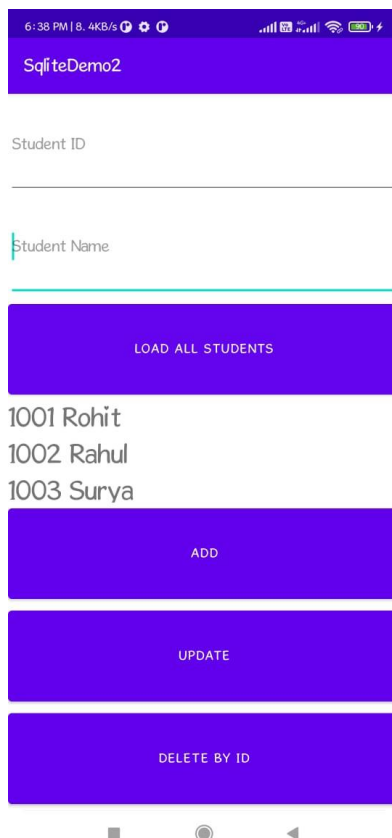 6:38 PM | 8.4KB/s 90
SqliteDemo2
Student ID
Student Name
LOAD ALL STUDENTS
1001 Rohit
1002 Rahul
1003 Surya
ADD
UPDATE
DELETE BY ID